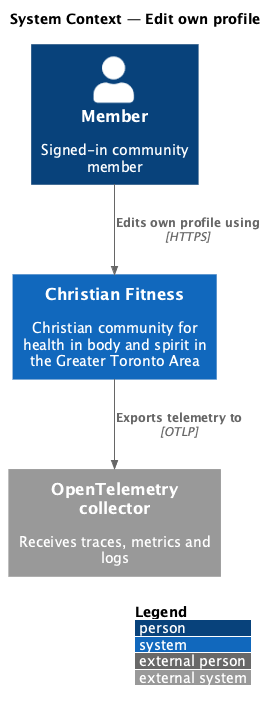 System Context — Edit own profile
Member
Signed-in community
member
Edits own profile using
[HTTPS]
Christian Fitness
Christian community for
health in body and spirit in
the Greater Toronto Area
Exports telemetry to
[OTLP]
OpenTelemetry
collector
Receives traces, metrics and
logs
Legend
person
system
external person
external system